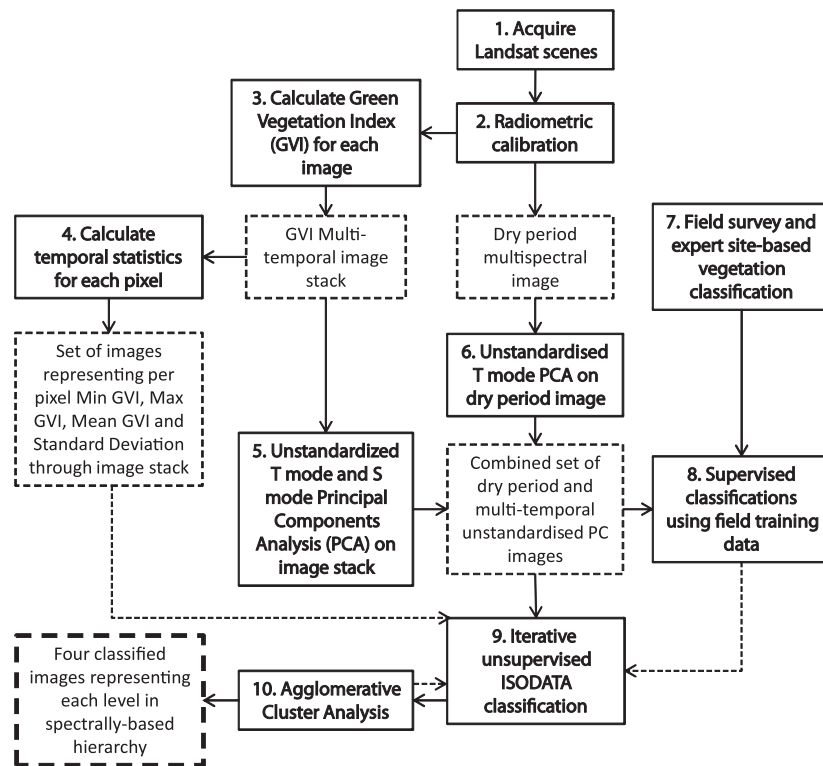 1. Acquire
Landsat scenes
3. Calculate Green
Vegetation Index
(GVI) for each
image
2. Radiometric
calibration
4. Calculate
temporal statistics
for each pixel
GVI Multi-
temporal image
stack
Dry period
multispectral
image
7. Field survey and
expert site-based
vegetation
classification
Set of images
representing per
pixel Min GVI, Max
GVI, Mean GVI and
Standard Deviation
through image stack
6. Unstandardised
T mode PCA on
dry period image
5. Unstandardized
T mode and S
mode Principal
Components
Analysis (PCA) on
image stack
Combined set of
dry period and
multi-temporal
unstandardised PC
images
8. Supervised
classifications
using field training
data
Four classified
images representing
each level in
spectrally-based
hierarchy
10. Agglomerative
Cluster Analysis
9. Iterative
unsupervised
ISODATA
classification